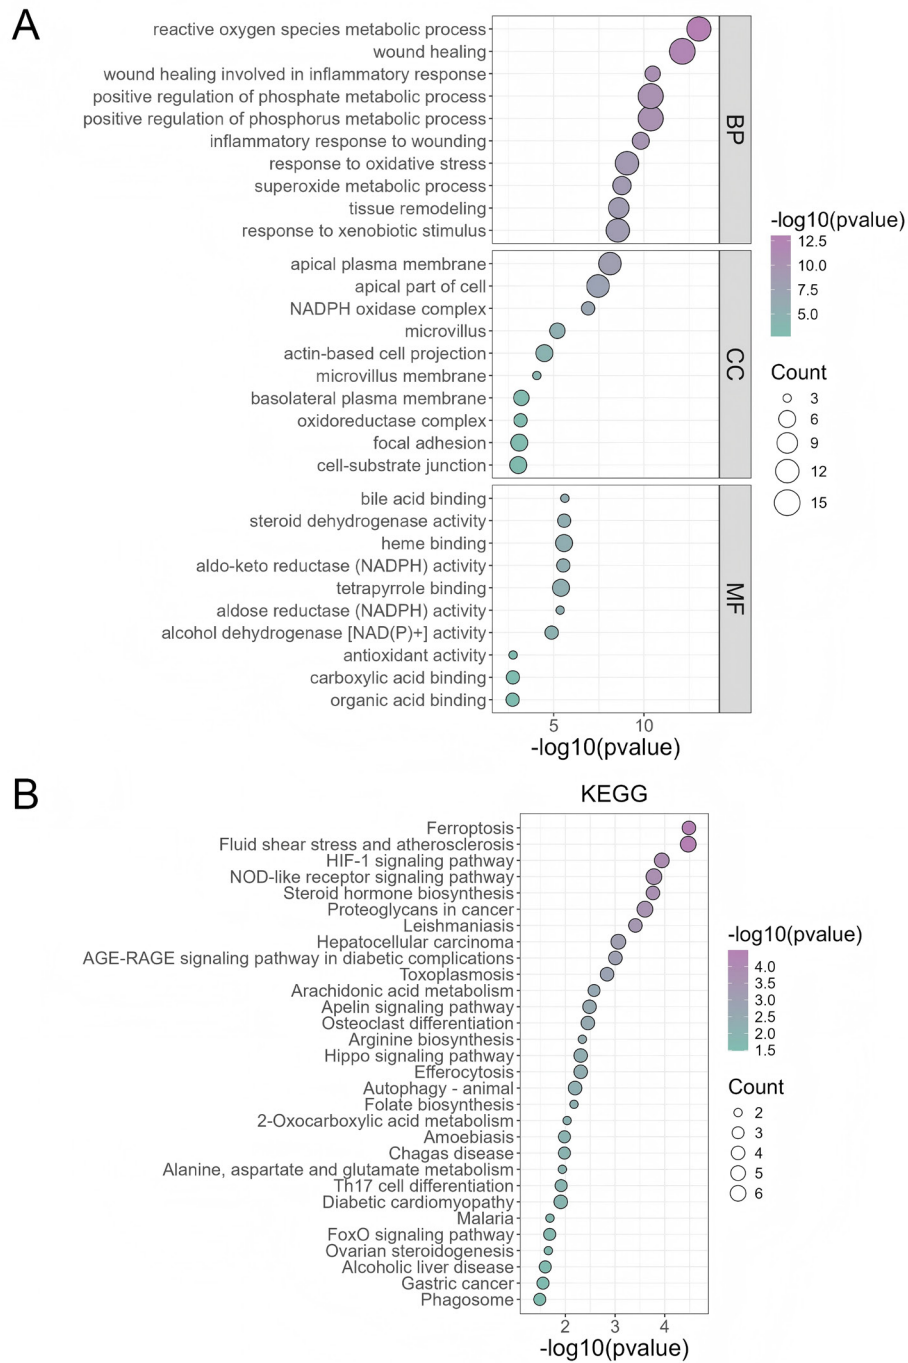 A
reactive oxygen species metabolic process
wound healing
wound healing involved in inflammatory response
positive regulation of phosphate metabolic process
positive regulation of phosphorus metabolic process
inflammatory response to wounding
response to oxidative stress
superoxide metabolic process
tissue remodeling
response to xenobiotic stimulus
BP
apical plasma membrane
apical part of cell
NADPH oxidase complex
microvillus
actin-based cell projection
microvillus membrane
basolateral plasma membrane
oxidoreductase complex
focal adhesion
cell-substrate junction
CC
bile acid binding
steroid dehydrogenase activity
heme binding
aldo-keto reductase (NADPH) activity
tetrapyrrole binding
aldose reductase (NADPH) activity
alcohol dehydrogenase [NAD(P)+] activity
antioxidant activity
carboxylic acid binding
organic acid binding
MF
5 10
-log10(pvalue)
-log10(pvalue)
12.5
10.0
7.5
5.0
Count
3
6
9
12
15
B
KEGG
Ferroptosis
Fluid shear stress and atherosclerosis
HIF-1 signaling pathway
NOD-like receptor signaling pathway
Steroid hormone biosynthesis
Proteoglycans in cancer
Leishmaniasis
Hepatocellular carcinoma
AGE-RAGE signaling pathway in diabetic complications
Toxoplasmosis
Arachidonic acid metabolism
Apelin signaling pathway
Osteoclast differentiation
Arginine biosynthesis
Hippo signaling pathway
Efferocytosis
Autophagy - animal
Folate biosynthesis
2-Oxocarboxylic acid metabolism
Amoebiasis
Chagas disease
Alanine, aspartate and glutamate metabolism
Th17 cell differentiation
Diabetic cardiomyopathy
Malaria
FoxO signaling pathway
Ovarian steroidogenesis
Alcoholic liver disease
Gastric cancer
Phagosome
2 3 4
-log10(pvalue)
-log10(pvalue)
4.0
3.5
3.0
2.5
2.0
1.5
Count
2
3
4
5
6